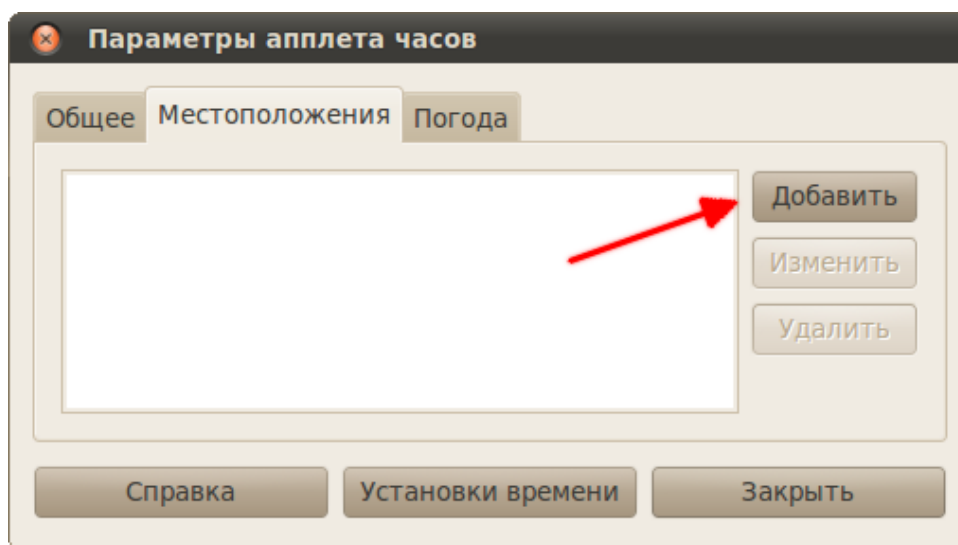 Параметры апплета часов
Общее Местоположения Погода
Добавить
Изменить
Удалить
Справка Установки времени Закрыть